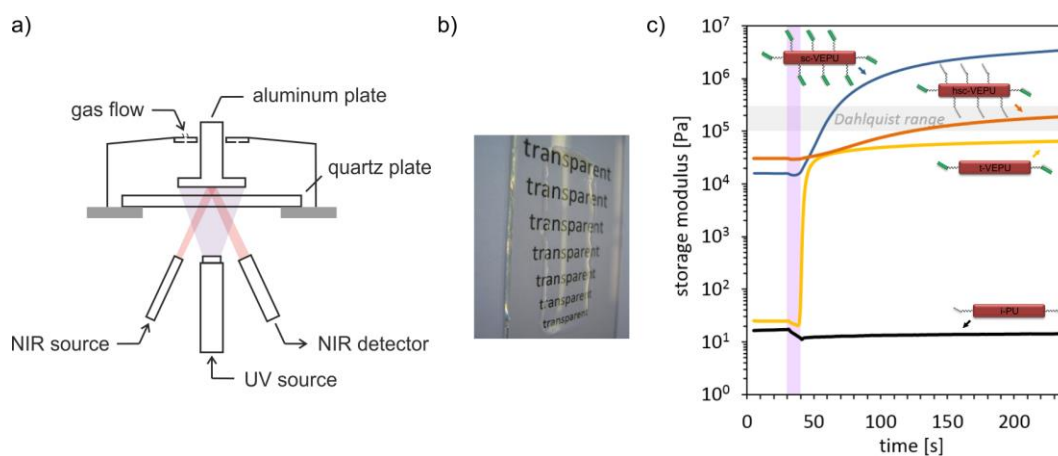 a)
gas flow
aluminum plate
quartz plate
NIR source
NIR detector
UV source
b)
transparent
transparent
transparent
transparent
transparent
transparent
transparent
c)
storage modulus [Pa]
10⁷
10⁶
10⁵
10⁴
10³
10²
10¹
10⁰
sc-VEPU
hsc-VEPU
Dahlquist range
l-VEPU
i-PU
0
50
100
150
200
time [s]